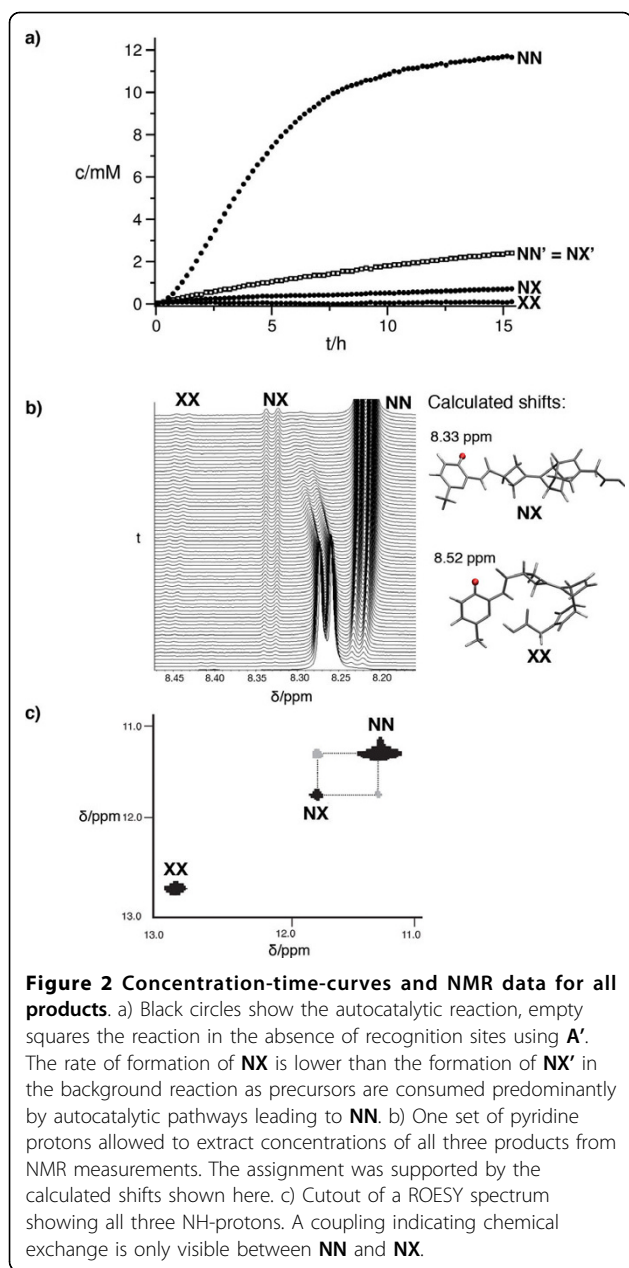 a)
12
10
8
c/mM
6
4
2
0
NN
NN' = NX'
NX
XX
0
5
10
15
t/h
b)
XX
NX
NN
t
8.45
8.40
8.35
8.30
8.25
8.20
δ/ppm
Calculated shifts:
8.33 ppm
NX
8.52 ppm
XX
c)
11.0
δ/ppm
12.0
13.0
NN
NX
XX
13.0
12.0
11.0
δ/ppm
Figure 2 Concentration-time-curves and NMR data for all
products. a) Black circles show the autocatalytic reaction, empty
squares the reaction in the absence of recognition sites using A'.
The rate of formation of NX is lower than the formation of NX' in
the background reaction as precursors are consumed predominantly
by autocatalytic pathways leading to NN. b) One set of pyridine
protons allowed to extract concentrations of all three products from
NMR measurements. The assignment was supported by the
calculated shifts shown here. c) Cutout of a ROESY spectrum
showing all three NH-protons. A coupling indicating chemical
exchange is only visible between NN and NX.